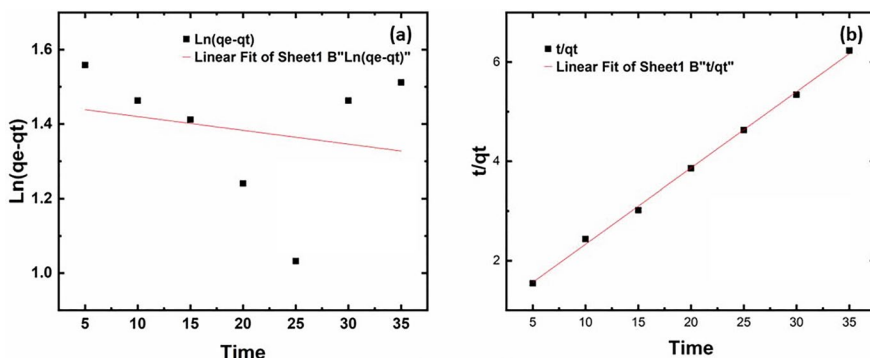 (a)
Ln(qe-qt)
Linear Fit of Sheet1 B"Ln(qe-qt)"
Ln(qe-qt)
1.6
1.4
1.2
1.0
5 10 15 20 25 30 35
Time
(b)
t/qt
Linear Fit of Sheet1 B"t/qt"
t/qt
6
4
2
5 10 15 20 25 30 35
Time